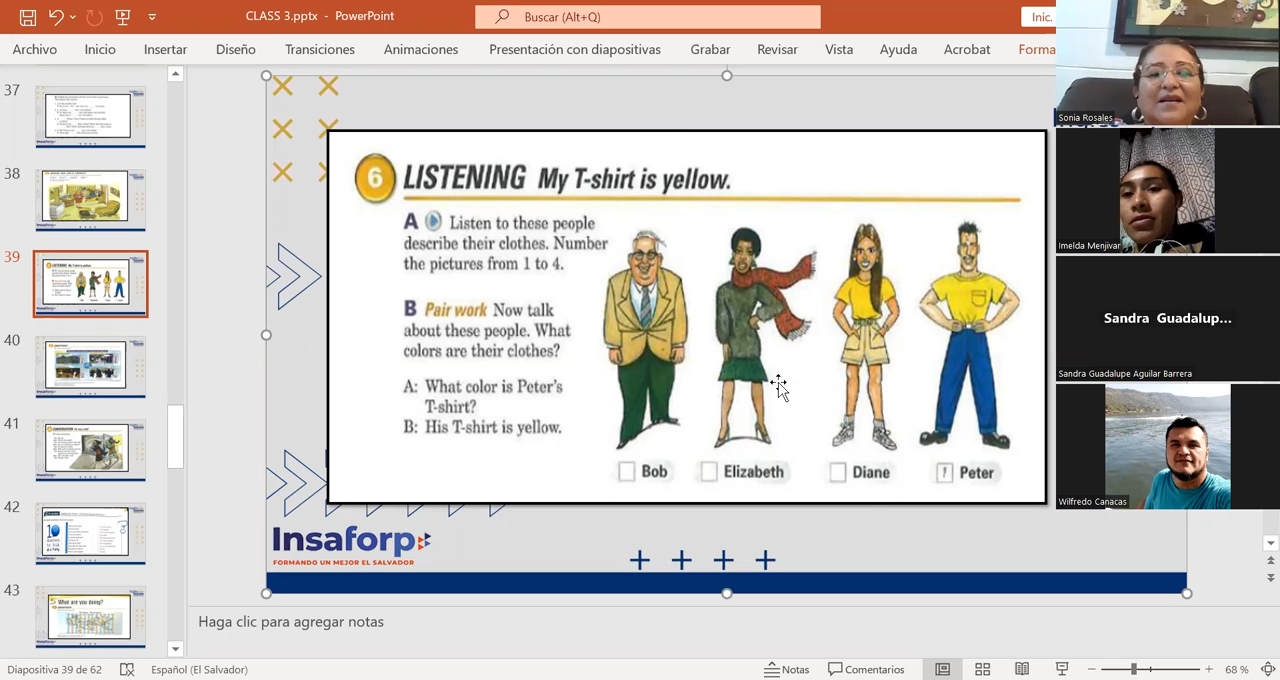 CLASS 3.pptx - PowerPoint
Buscar (Alt+Q)
Inic.
Archivo
Inicio
Insertar
Diseño
Transiciones
Animaciones
Presentación con diapositivas
Grabar
Revisar
Vista
Ayuda
Acrobat
Forma
37
38
39
40
41
42
43
6 LISTENING My T-shirt is yellow.
A Listen to these people
describe their clothes. Number
the pictures from 1 to 4.
B Pair work Now talk
about these people. What
colors are their clothes?
A: What color is Peter's
T-shirt?
B: His T-shirt is yellow.
Bob
Elizabeth
Diane
1 Peter
Insaforp
FORMANDO UN MEJOR EL SALVADOR
Sonia Rosales
Imelda Menjivar
Sandra Guadalup...
Sandra Guadalupe Aguilar Barrera
Wilfredo Canacas
Haga clic para agregar notas
Diapositiva 39 de 62
Español (El Salvador)
Notas
Comentarios
68 %